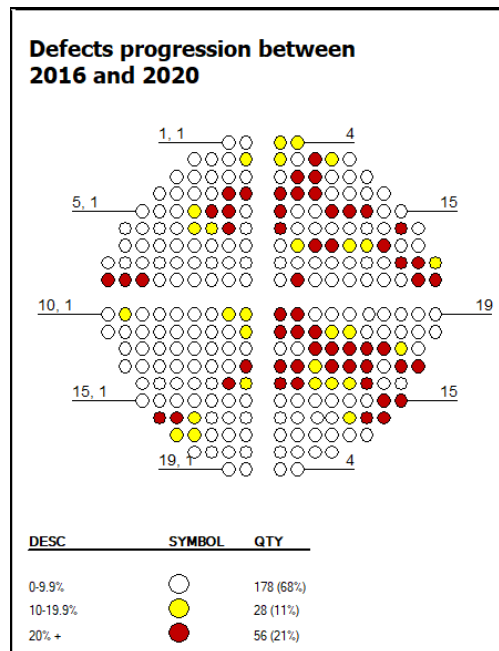 Defects progression between
2016 and 2020
1, 1 4
5, 1 15
10, 1 19
15, 1 15
19, 1 4
DESC SYMBOL QTY
0-9.9% 178 (68%)
10-19.9% 28 (11%)
20% + 56 (21%)